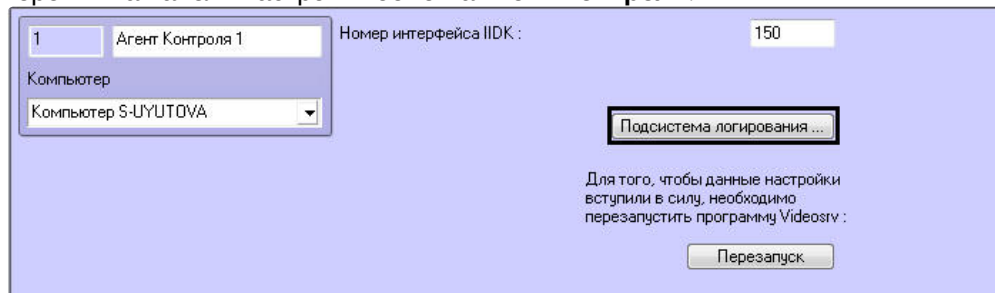 1
Агент Контроля 1
Номер интерфейса IIDK :
150
Компьютер
Компьютер S-UYUTOVA
Подсистема логирования ...
Для того, чтобы данные настройки
вступили в силу, необходимо
перезапустить программу Videosrv :
Перезапуск